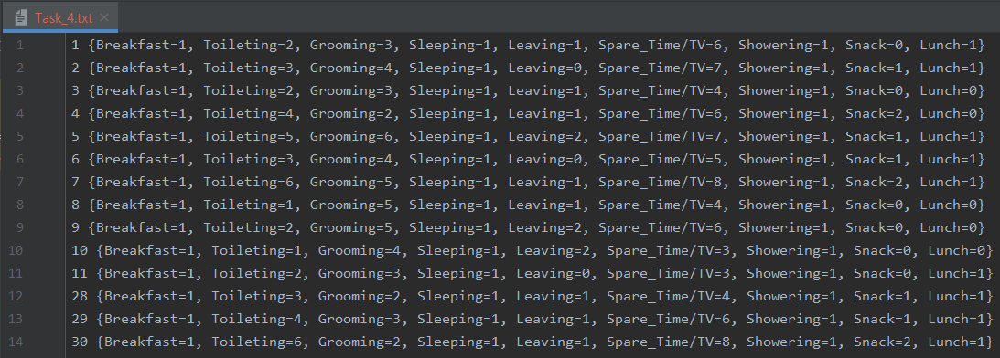 Task_4.txt
1 1 {Breakfast=1, Toileting=2, Grooming=3, Sleeping=1, Leaving=1, Spare_Time/TV=6, Showering=1, Snack=0, Lunch=1}
2 2 {Breakfast=1, Toileting=3, Grooming=4, Sleeping=1, Leaving=0, Spare_Time/TV=7, Showering=1, Snack=1, Lunch=1}
3 3 {Breakfast=1, Toileting=2, Grooming=3, Sleeping=1, Leaving=1, Spare_Time/TV=4, Showering=1, Snack=0, Lunch=0}
4 4 {Breakfast=1, Toileting=4, Grooming=2, Sleeping=1, Leaving=1, Spare_Time/TV=6, Showering=1, Snack=2, Lunch=0}
5 5 {Breakfast=1, Toileting=5, Grooming=6, Sleeping=1, Leaving=2, Spare_Time/TV=7, Showering=1, Snack=1, Lunch=1}
6 6 {Breakfast=1, Toileting=3, Grooming=4, Sleeping=1, Leaving=0, Spare_Time/TV=5, Showering=1, Snack=1, Lunch=1}
7 7 {Breakfast=1, Toileting=6, Grooming=5, Sleeping=1, Leaving=1, Spare_Time/TV=8, Showering=1, Snack=2, Lunch=1}
8 8 {Breakfast=1, Toileting=1, Grooming=5, Sleeping=1, Leaving=1, Spare_Time/TV=4, Showering=1, Snack=0, Lunch=0}
9 9 {Breakfast=1, Toileting=2, Grooming=5, Sleeping=1, Leaving=2, Spare_Time/TV=6, Showering=1, Snack=0, Lunch=0}
10 10 {Breakfast=1, Toileting=1, Grooming=4, Sleeping=1, Leaving=2, Spare_Time/TV=3, Showering=1, Snack=0, Lunch=0}
11 11 {Breakfast=1, Toileting=2, Grooming=3, Sleeping=1, Leaving=0, Spare_Time/TV=3, Showering=1, Snack=0, Lunch=1}
12 28 {Breakfast=1, Toileting=3, Grooming=2, Sleeping=1, Leaving=1, Spare_Time/TV=4, Showering=1, Snack=1, Lunch=1}
13 29 {Breakfast=1, Toileting=4, Grooming=3, Sleeping=1, Leaving=1, Spare_Time/TV=6, Showering=1, Snack=1, Lunch=1}
14 30 {Breakfast=1, Toileting=6, Grooming=2, Sleeping=1, Leaving=1, Spare_Time/TV=8, Showering=1, Snack=2, Lunch=1}